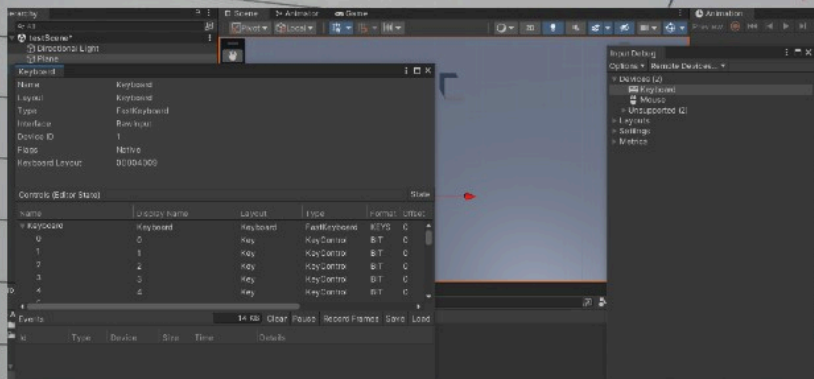 Scene Animator Game Animation
All
testScene*
Directional Light
Plane
Pivot Local 2D
Input Debug
Options Remote Devices...
Devices (2)
Keyboard
Mouse
Unsupported (2)
Layouts
Settings
Metrics
Keyboard
Name Keyboard
Layout Keyboard
Type FastKeyboard
Interface RawInput
Device ID 1
Flags Native
Keyboard Layout 00004009
Controls (Editor State) State
Name Display Name Layout Type Format Offset
Keyboard Keyboard Keyboard FastKeyboard KEYS 0
0 0 Key KeyControl BIT 0
1 1 Key KeyControl BIT 0
2 2 Key KeyControl BIT 0
3 3 Key KeyControl BIT 0
4 4 Key KeyControl BIT 0
Events 14 KB Clear Pause Record Frames Save Load
Id Type Device Size Time Details